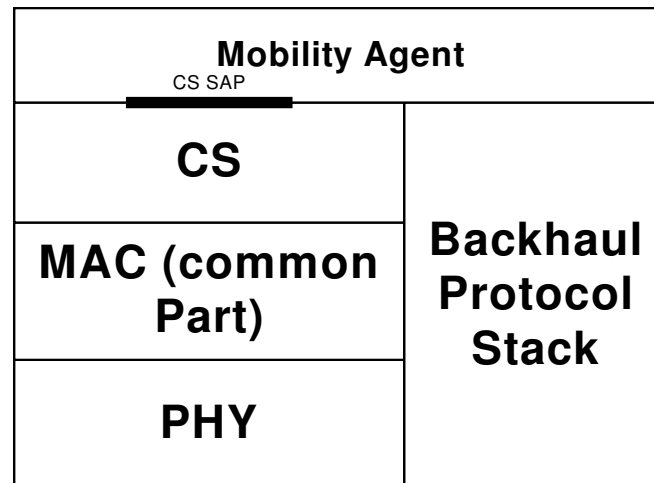 Mobility Agent
CS SAP
CS
MAC (common
Part)
PHY
Backhaul
Protocol
Stack